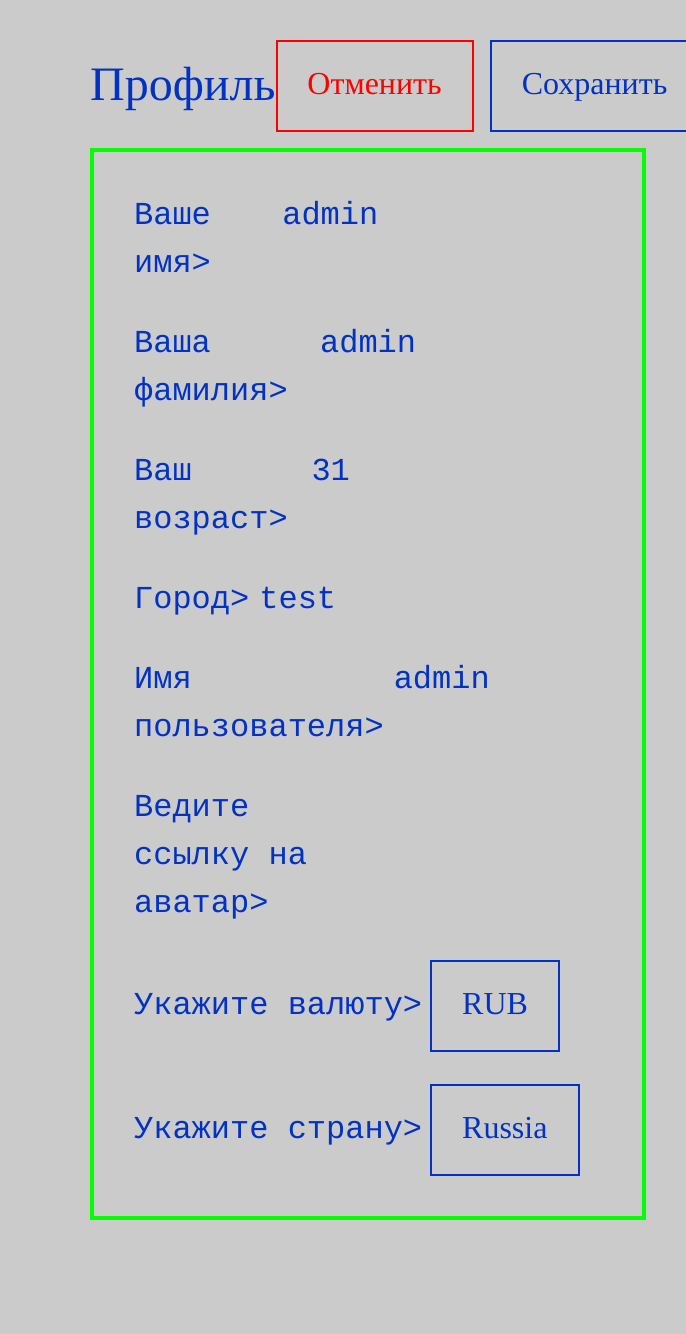 Профиль Отменить Сохранить
Ваше admin
имя>
Ваша admin
фамилия>
Ваш 31
возраст>
Город> test
Имя admin
пользователя>
Ведите
ссылку на
аватар>
Укажите валюту> RUB
Укажите страну> Russia